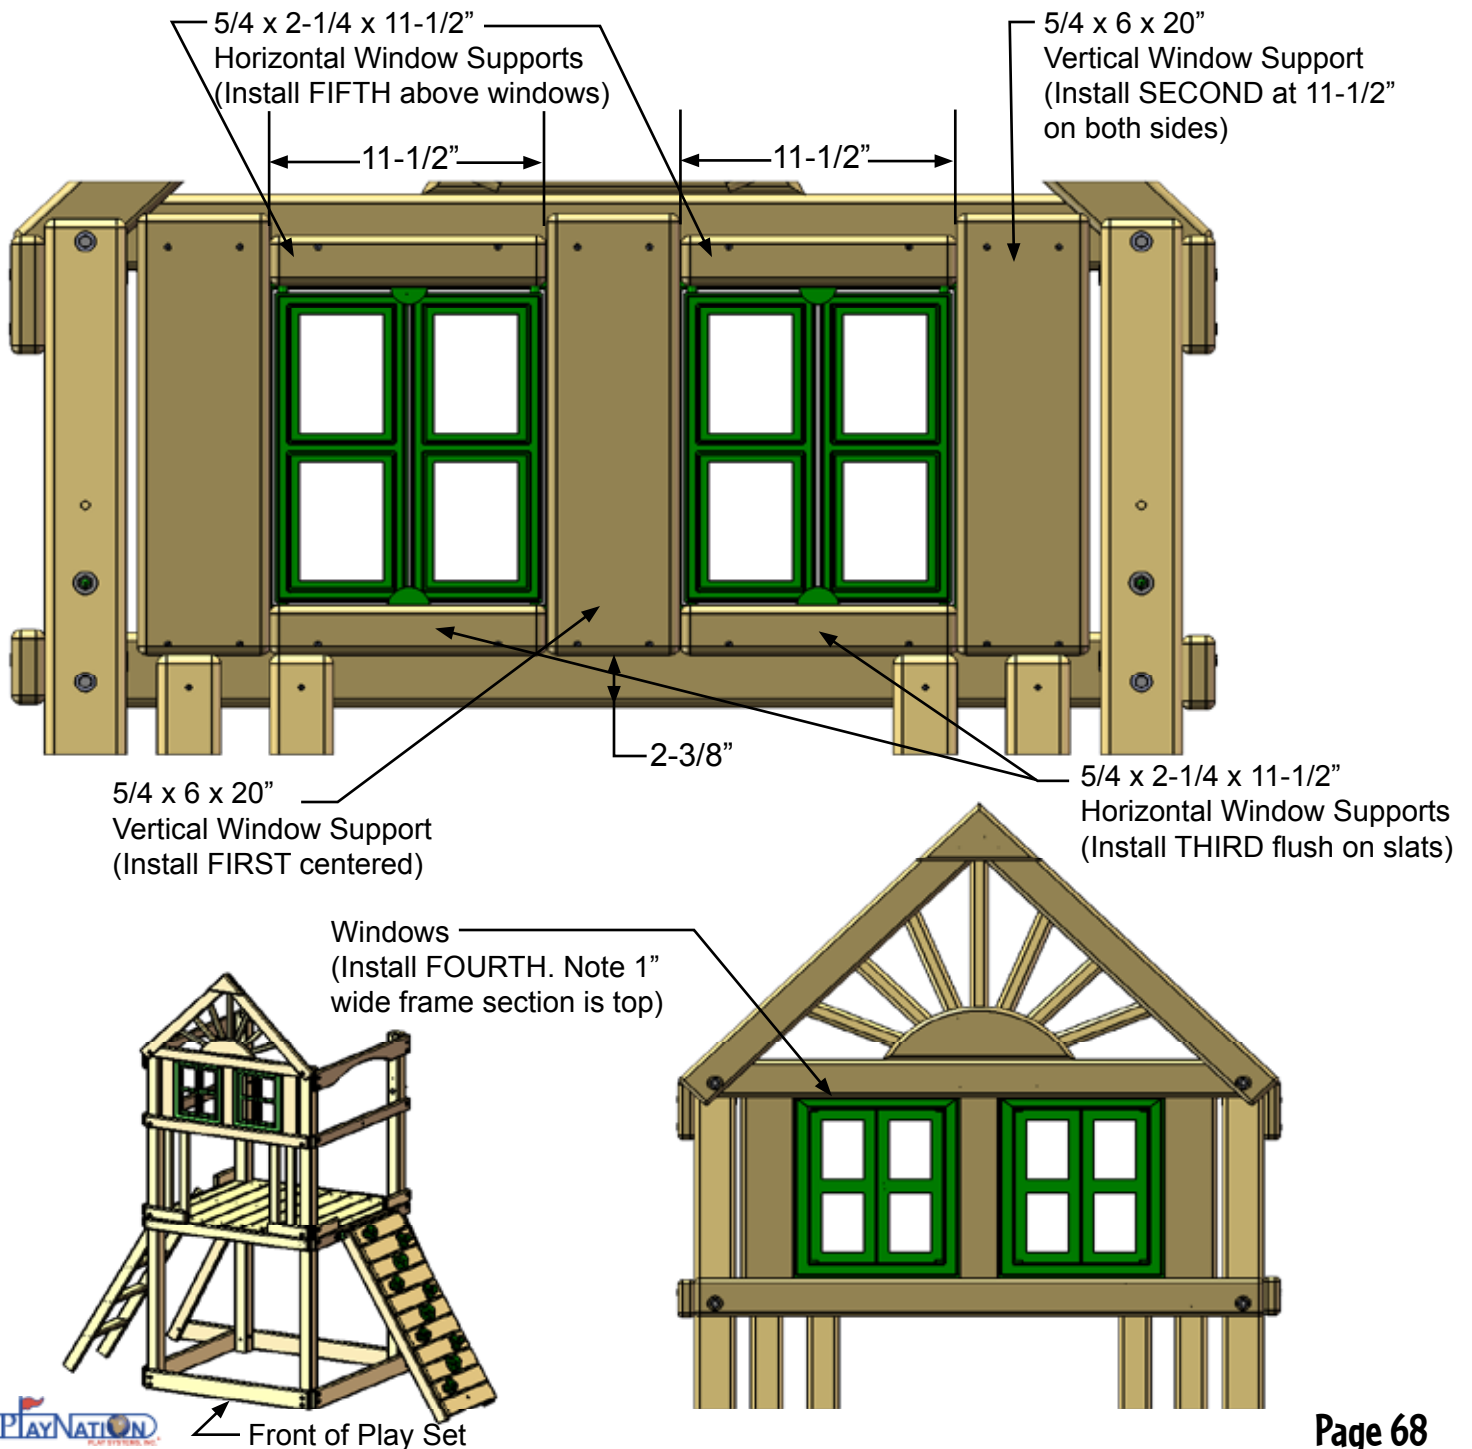 5/4 x 2-1/4 x 11-1/2”
Horizontal Window Supports
(Install FIFTH above windows)
5/4 x 6 x 20”
Vertical Window Support
(Install SECOND at 11-1/2”
on both sides)
11-1/2”
11-1/2”
2-3/8”
5/4 x 6 x 20”
Vertical Window Support
(Install FIRST centered)
5/4 x 2-1/4 x 11-1/2”
Horizontal Window Supports
(Install THIRD flush on slats)
Windows
(Install FOURTH. Note 1”
wide frame section is top)
PLAYNATION
PLAY SYSTEMS, INC.
Front of Play Set
Page 68